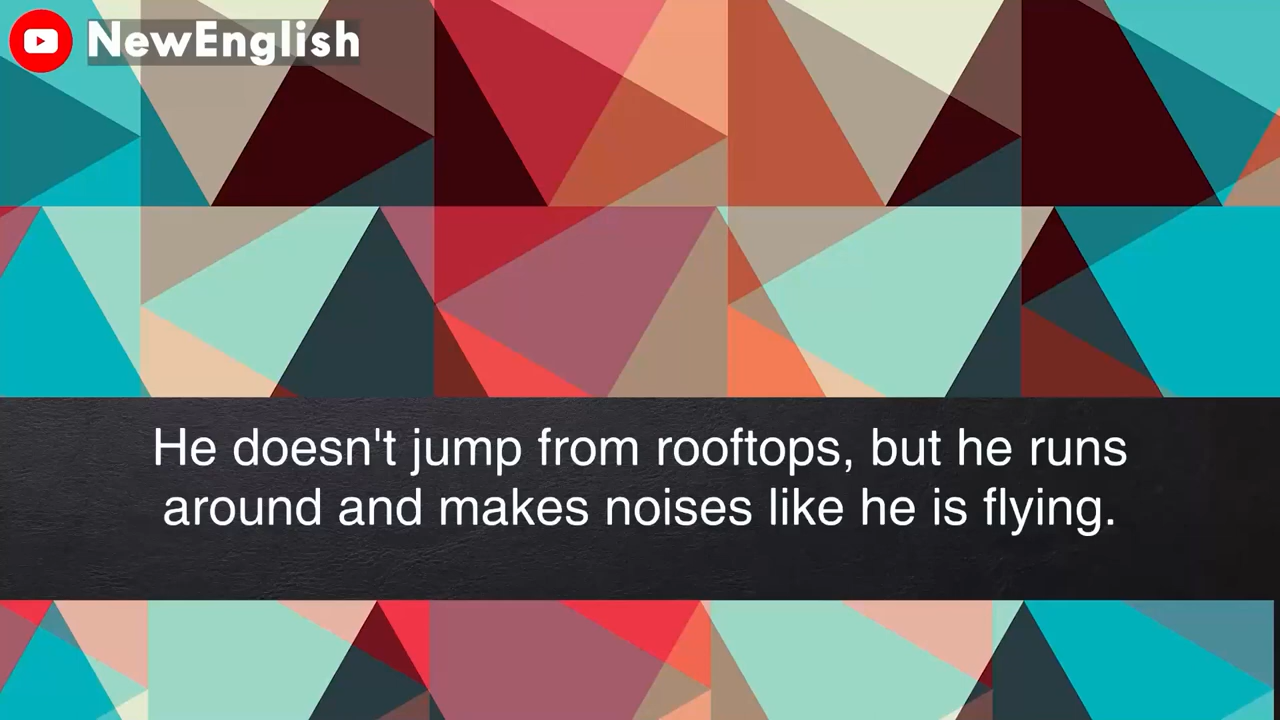 NewEnglish
He doesn't jump from rooftops, but he runs
around and makes noises like he is flying.